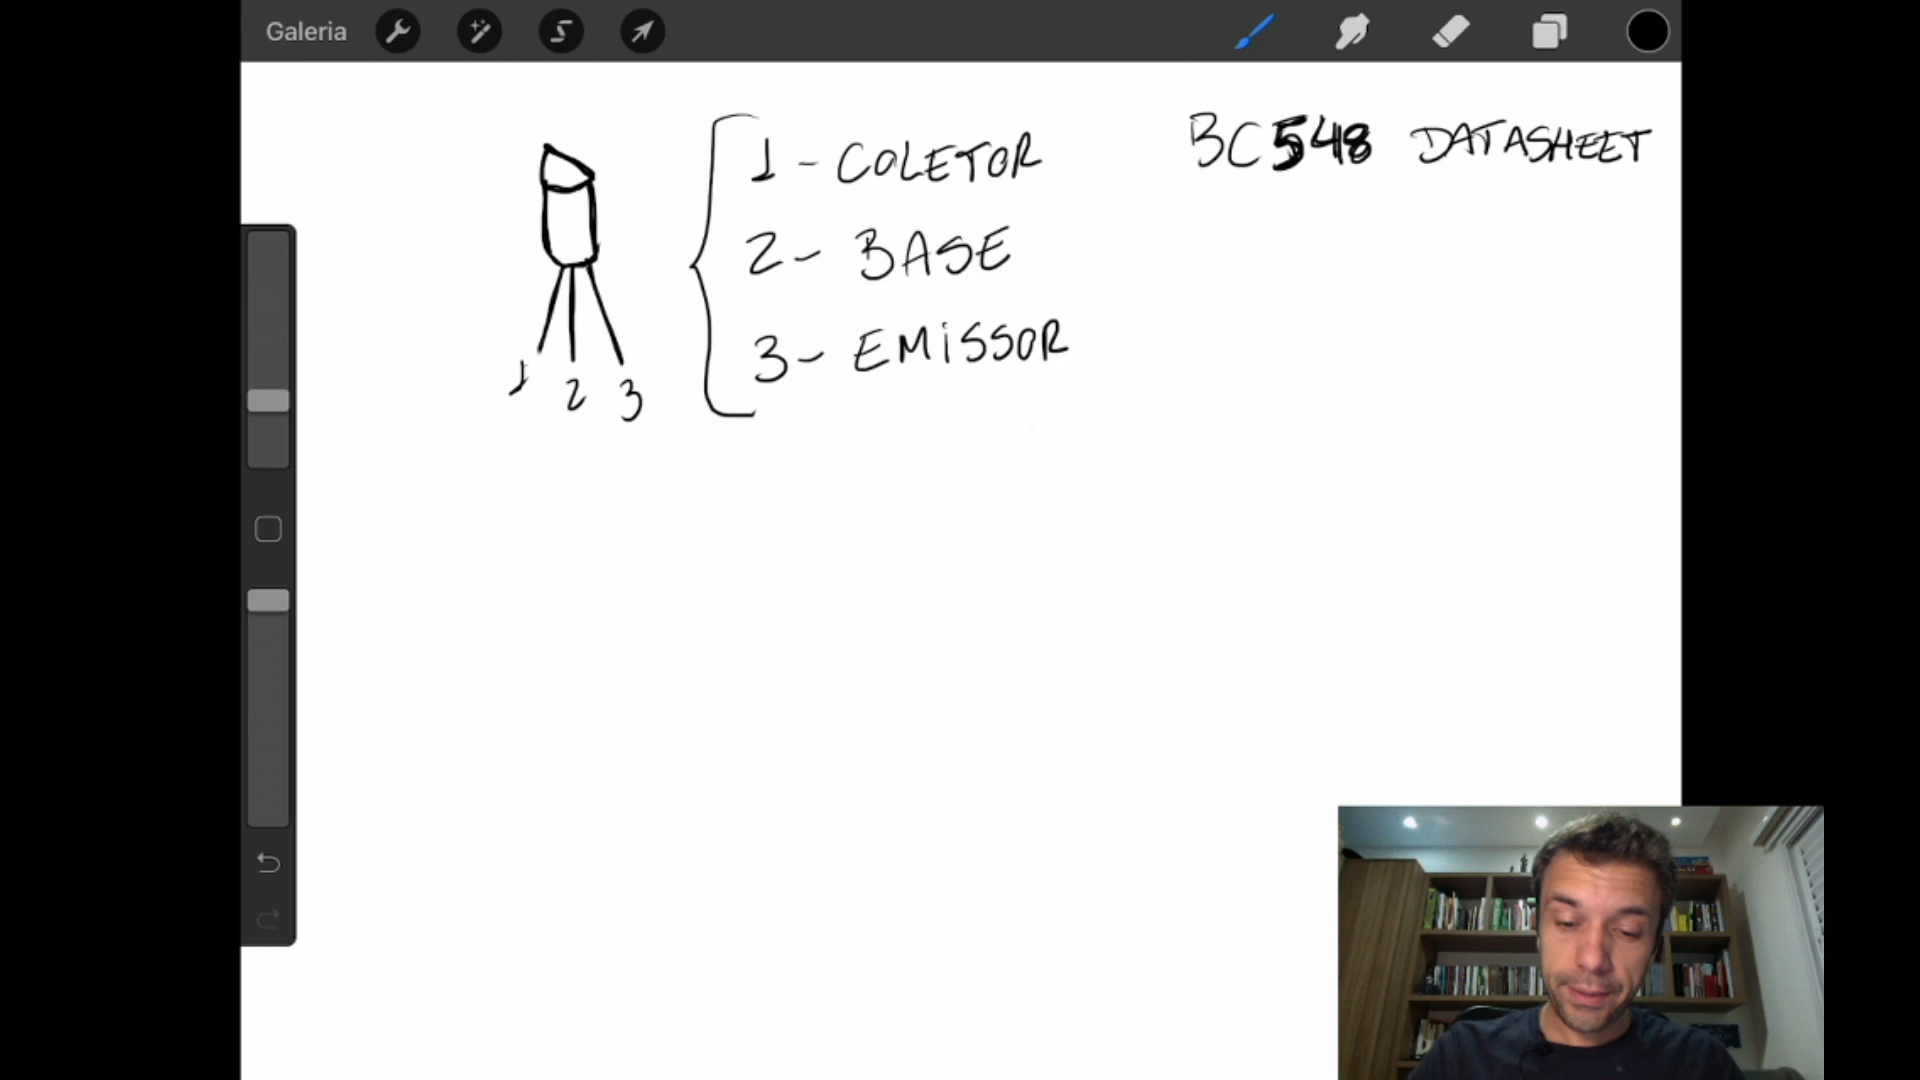 Galeria
1 - COLETOR
2 - BASE
3 - EMISSOR
BC548 DATASHEET
1 2 3